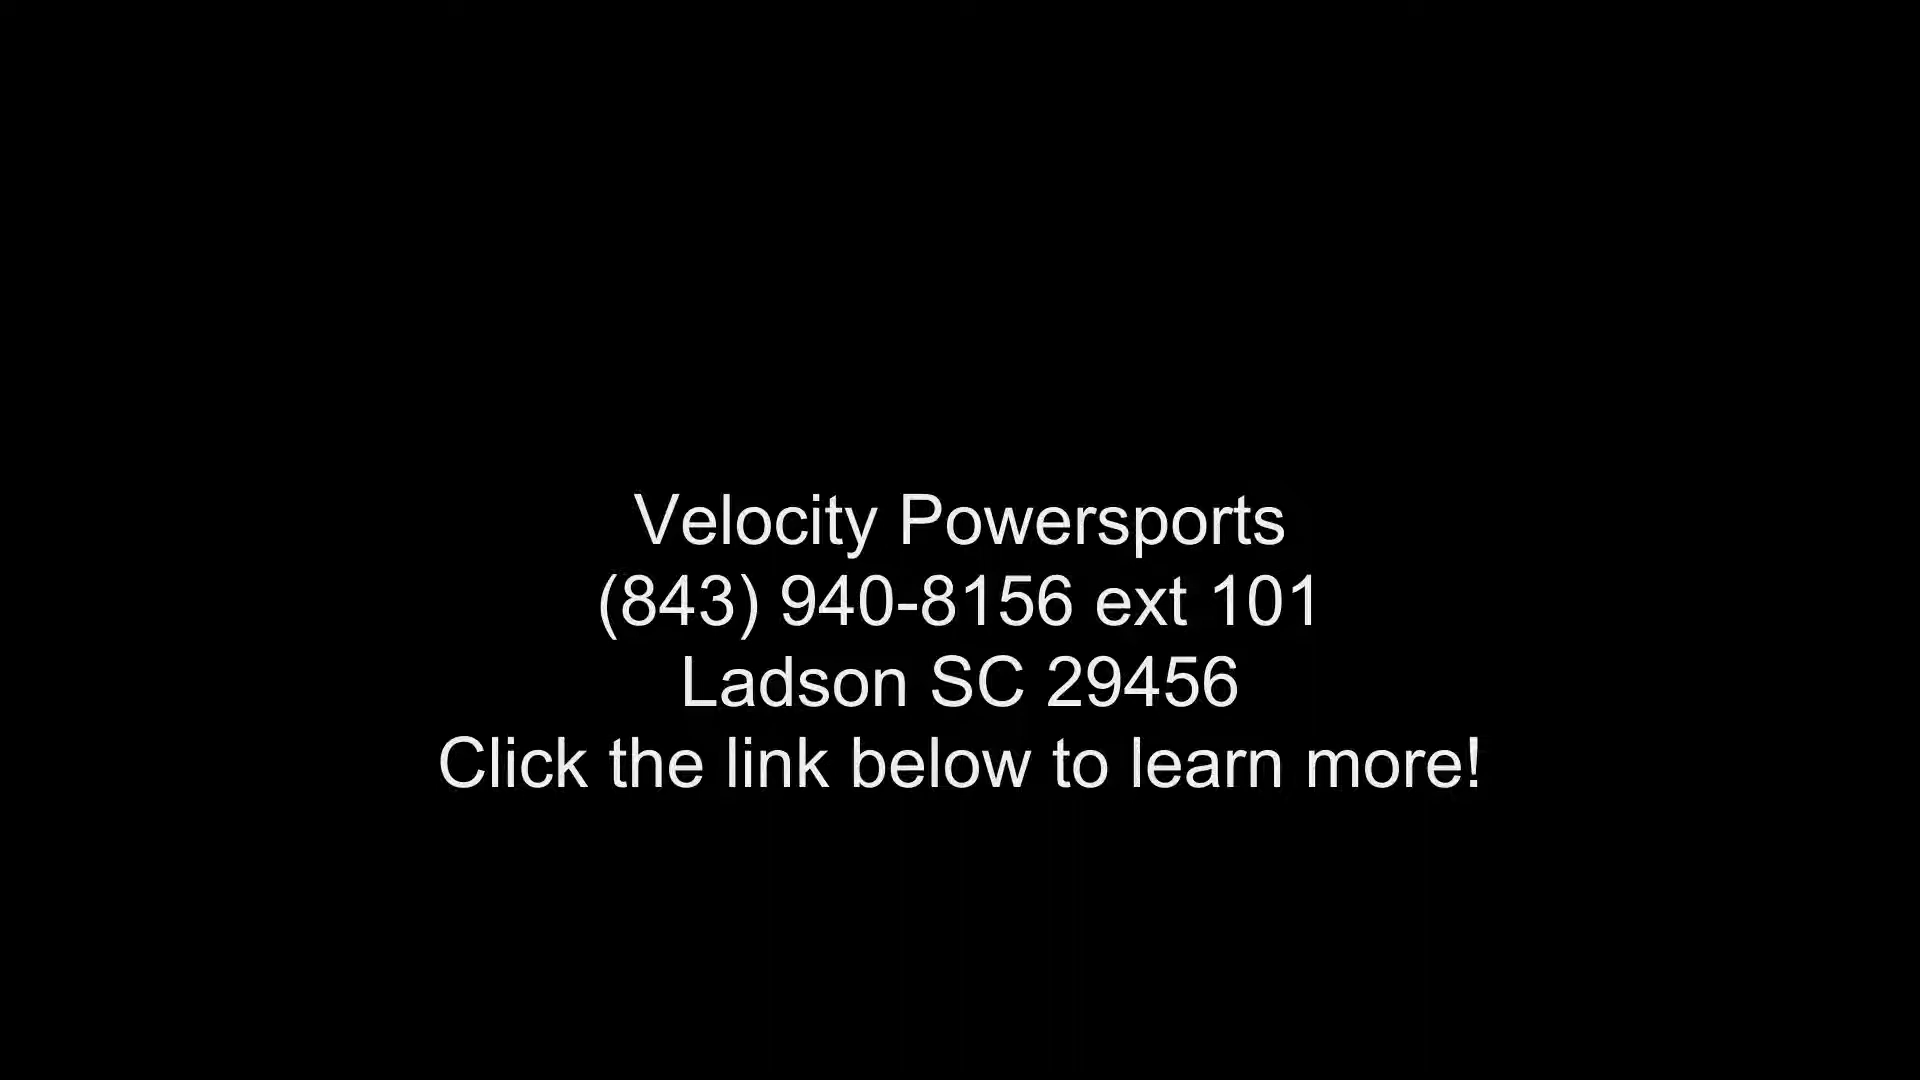 Velocity Powersports
(843) 940-8156 ext 101
Ladson SC 29456
Click the link below to learn more!